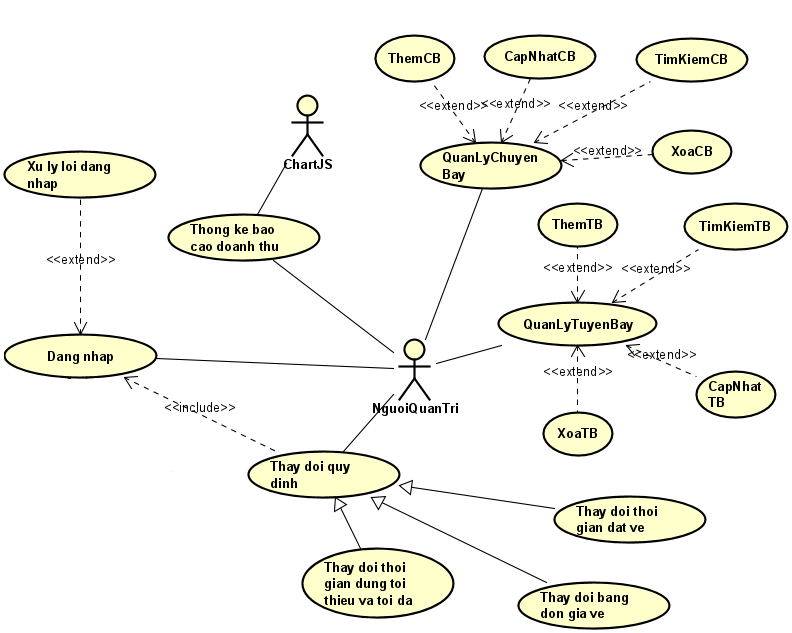 ThemCB
CapNhatCB
TimKiemCB
<<extend>>
<<extend>>
<<extend>>
ChartJS
QuanLyChuyen
Bay
<<extend>>
XoaCB
Xu ly loi dang
nhap
Thong ke bao
cao doanh thu
ThemTB
TimKiemTB
<<extend>>
<<extend>>
<<extend>>
QuanLyTuyenBay
Dang nhap
<<extend>>
<<extend>>
CapNhat
TB
NguoiQuanTri
<<include>>
XoaTB
Thay doi quy
dinh
Thay doi thoi
gian dat ve
Thay doi thoi
gian dung toi
thieu va toi da
Thay doi bang
don gia ve